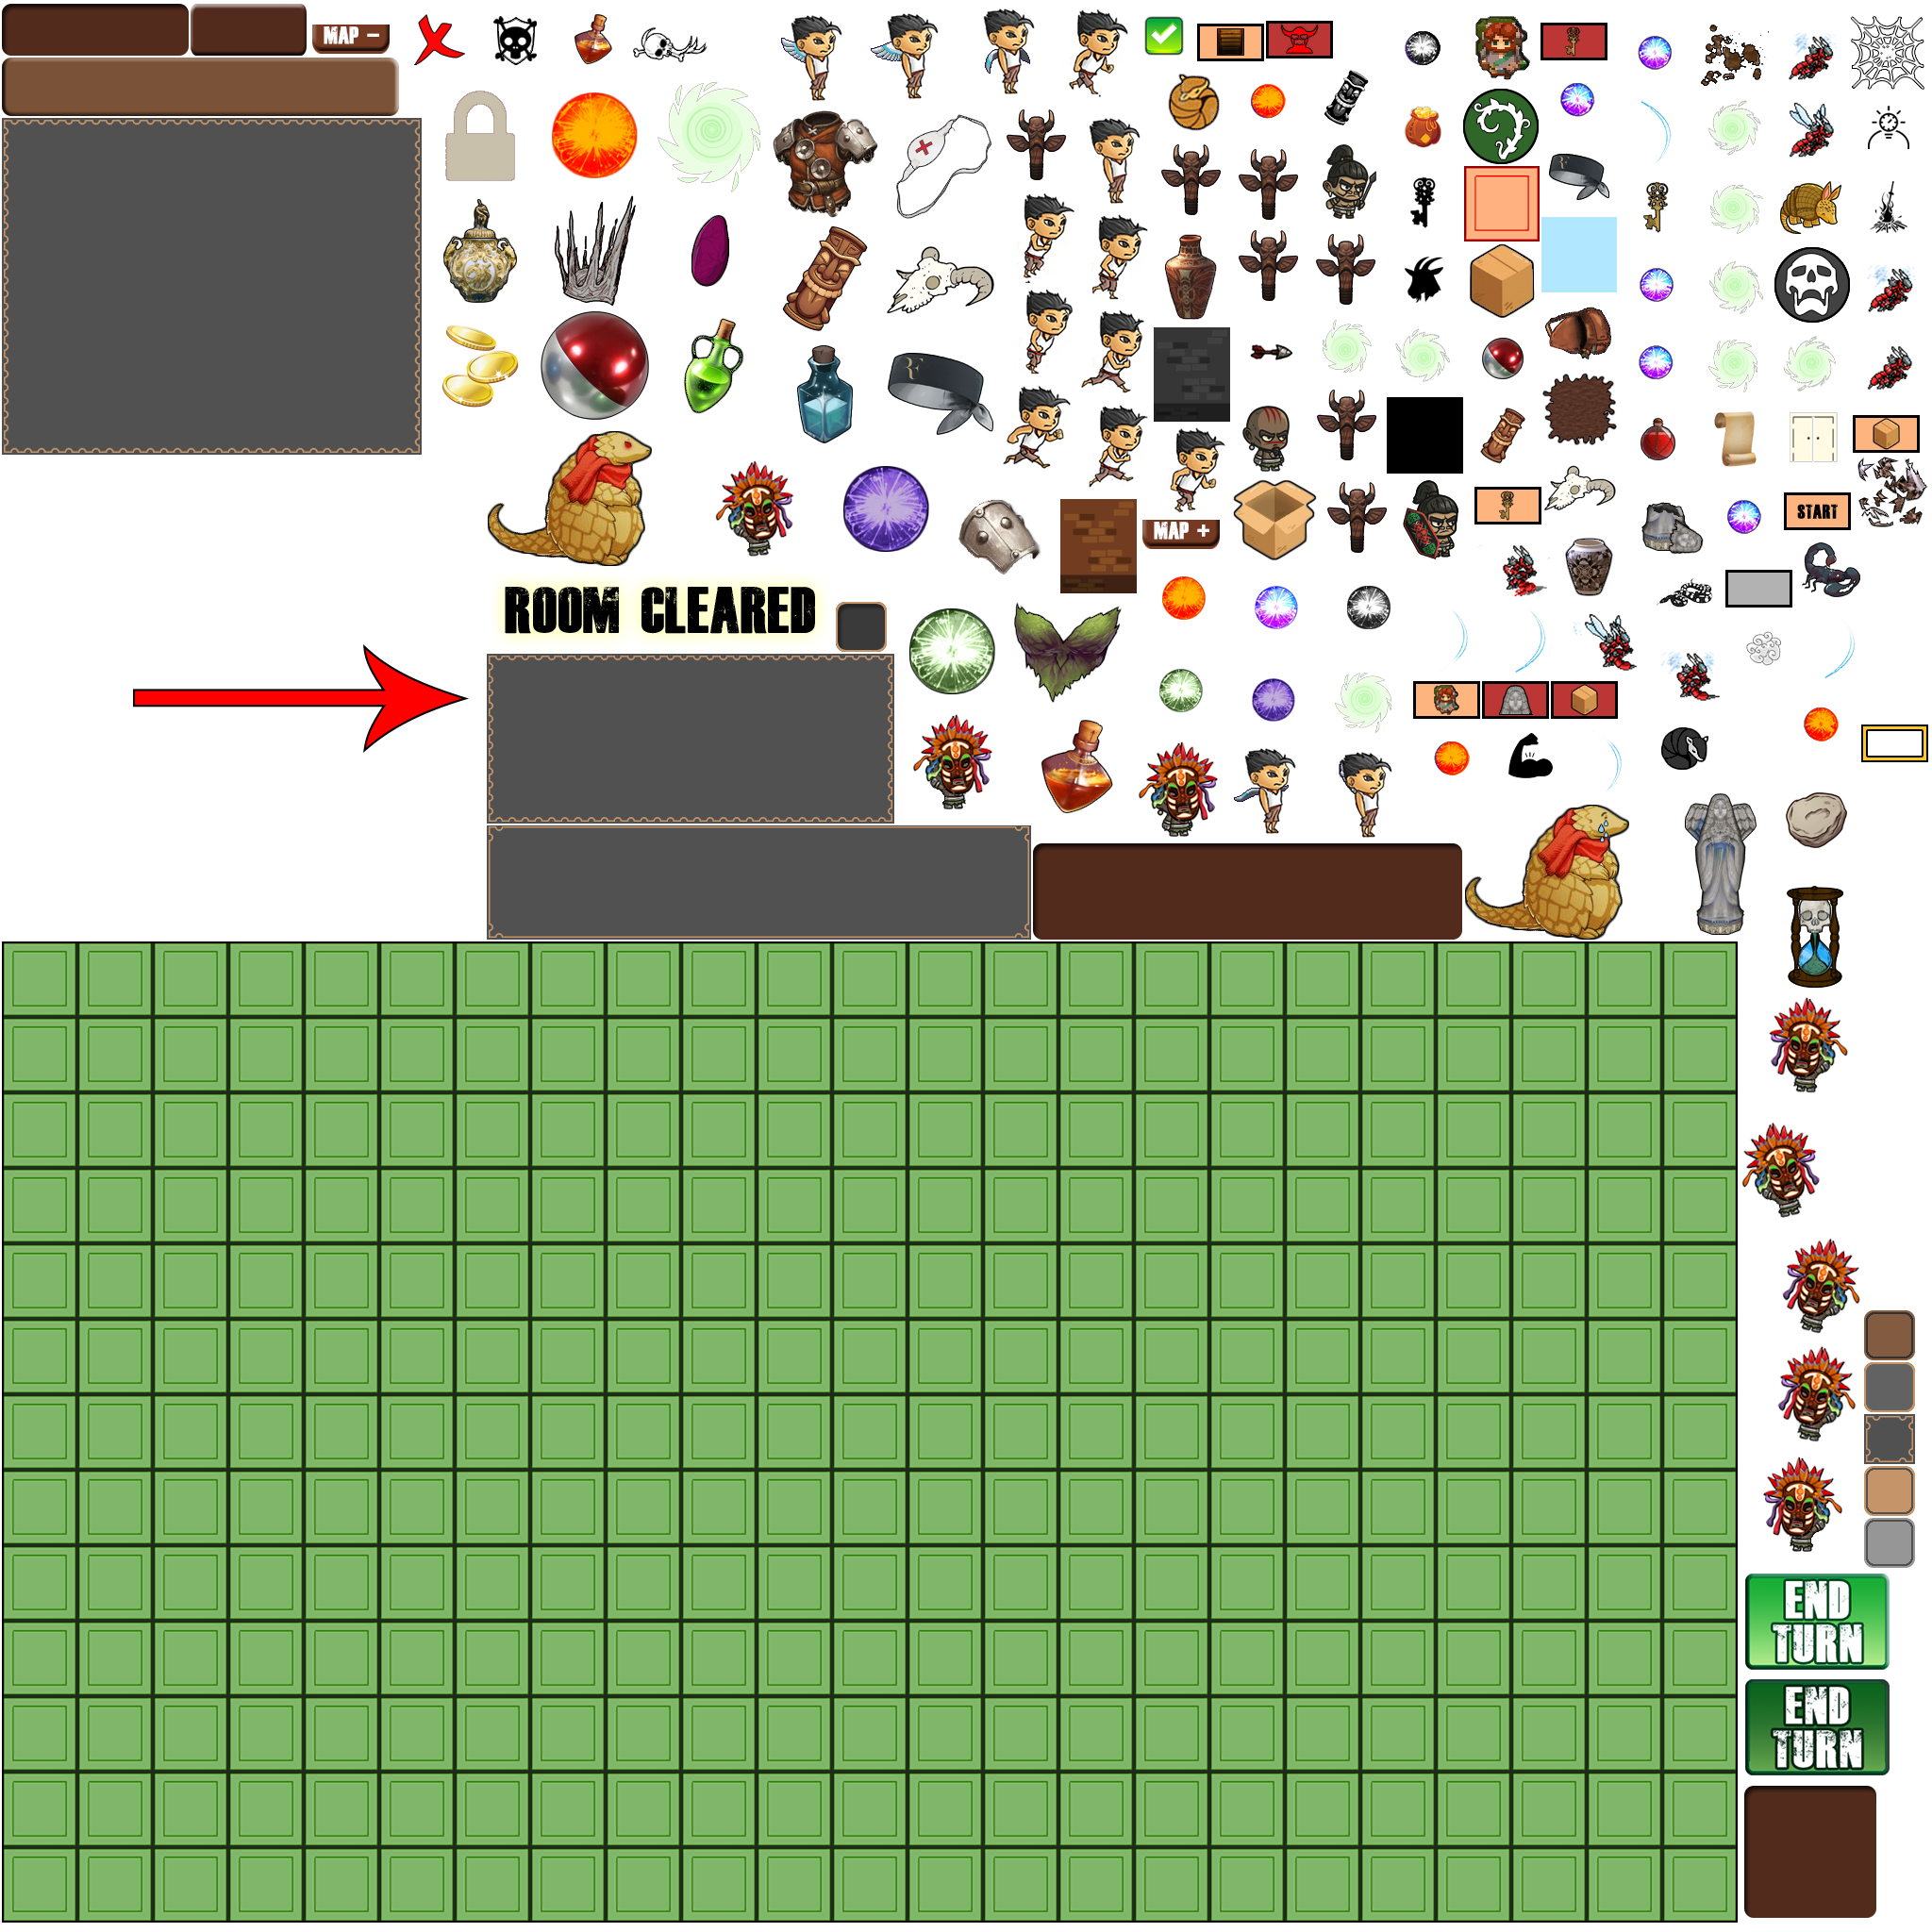 MAP -
MAP +
START
ROOM CLEARED
END
TURN
END
TURN